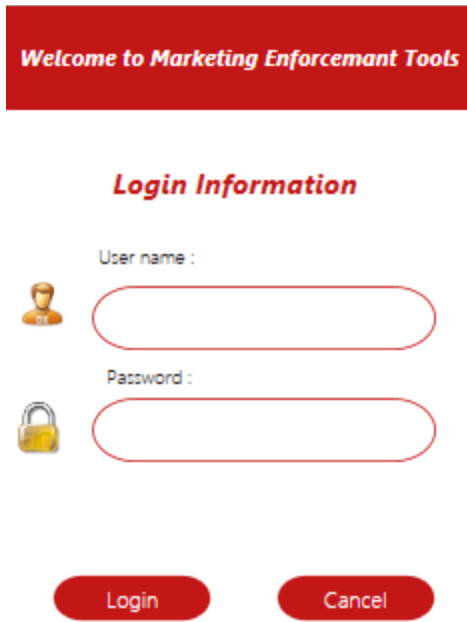 Welcome to Marketing Enforcemant Tools
Login Information
User name :
Password :
Login
Cancel